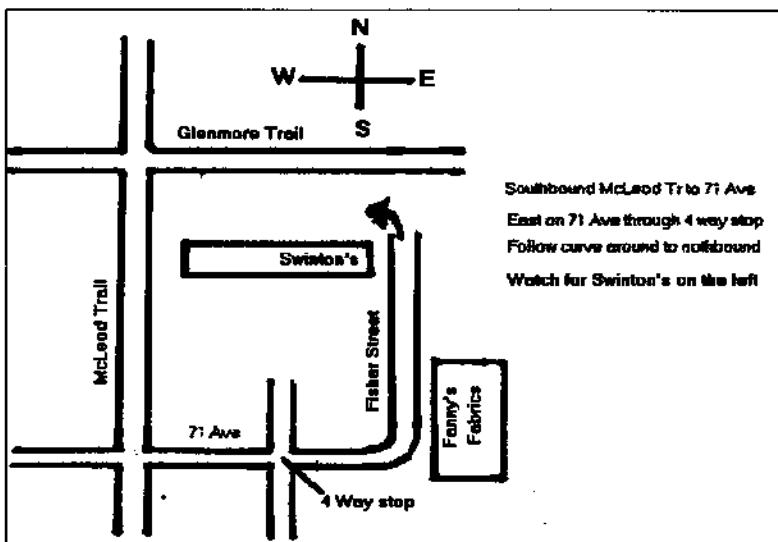 N
W E
S
Glenmore Trail
Southbound McLeod Tr to 71 Ave
East on 71 Ave through 4 way stop
Follow curve around to nothbound
Watch for Swinton's on the left
Swinton's
McLeod Trail
Fisher Street
Fanny's
Fabrics
71 Ave
4 Way stop